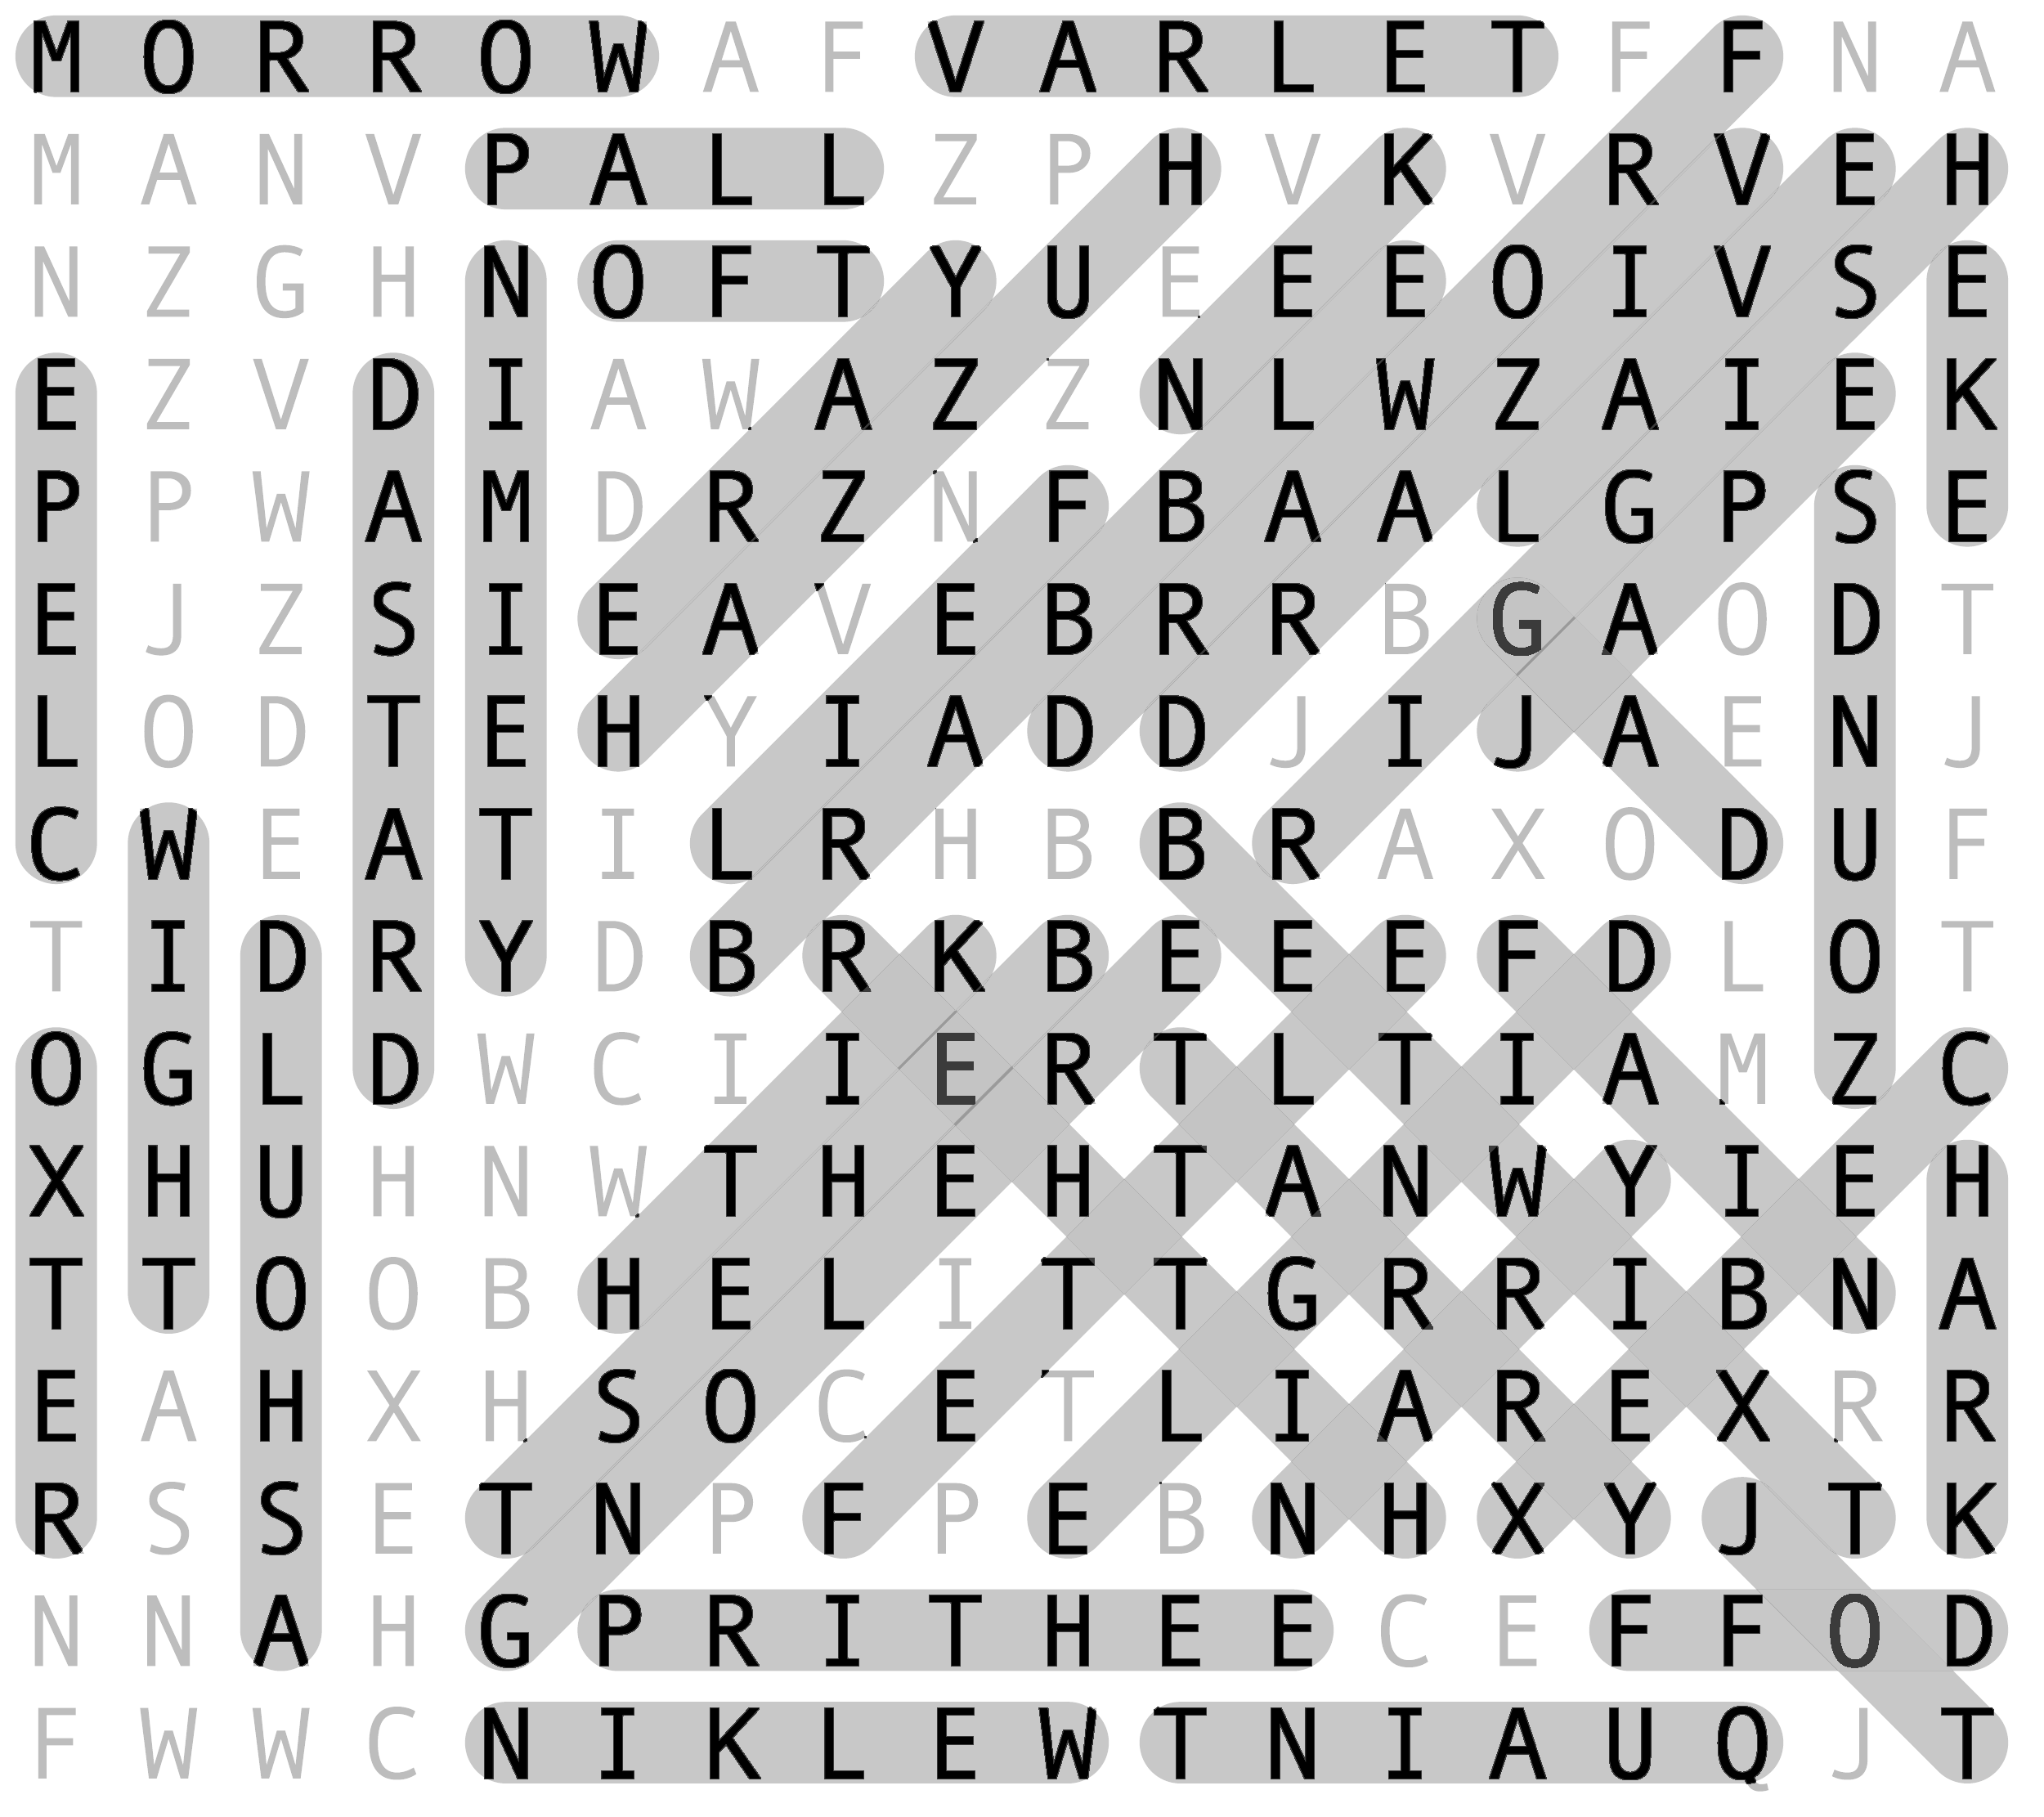 M O R R O W A F V A R L E T F F N A
M A N V P A L L Z P H V K V R V E H
N Z G H N O F T Y U E E E O I V S E
E Z V D I A W A Z Z N L W Z A I E K
P P W A M D R Z N F B A A L G P S E
E J Z S I E A V E B R R B G A O D T
L O D T E H Y I A D D J I J A E N J
C W E A T I L R H B B R A X O D U F
T I D R Y D B R K B E E E F D L O T
O G L D W C I I E R T L T I A M Z C
X H U H N W T H E H T A N W Y I E H
T T O O B H E L I T T G R R I B N A
E A H X H S O C E T L I A R E X R R
R S S E T N P F P E B N H X Y J T K
N N A H G P R I T H E E C E F F O D
F W W C N I K L E W T N I A U Q J T